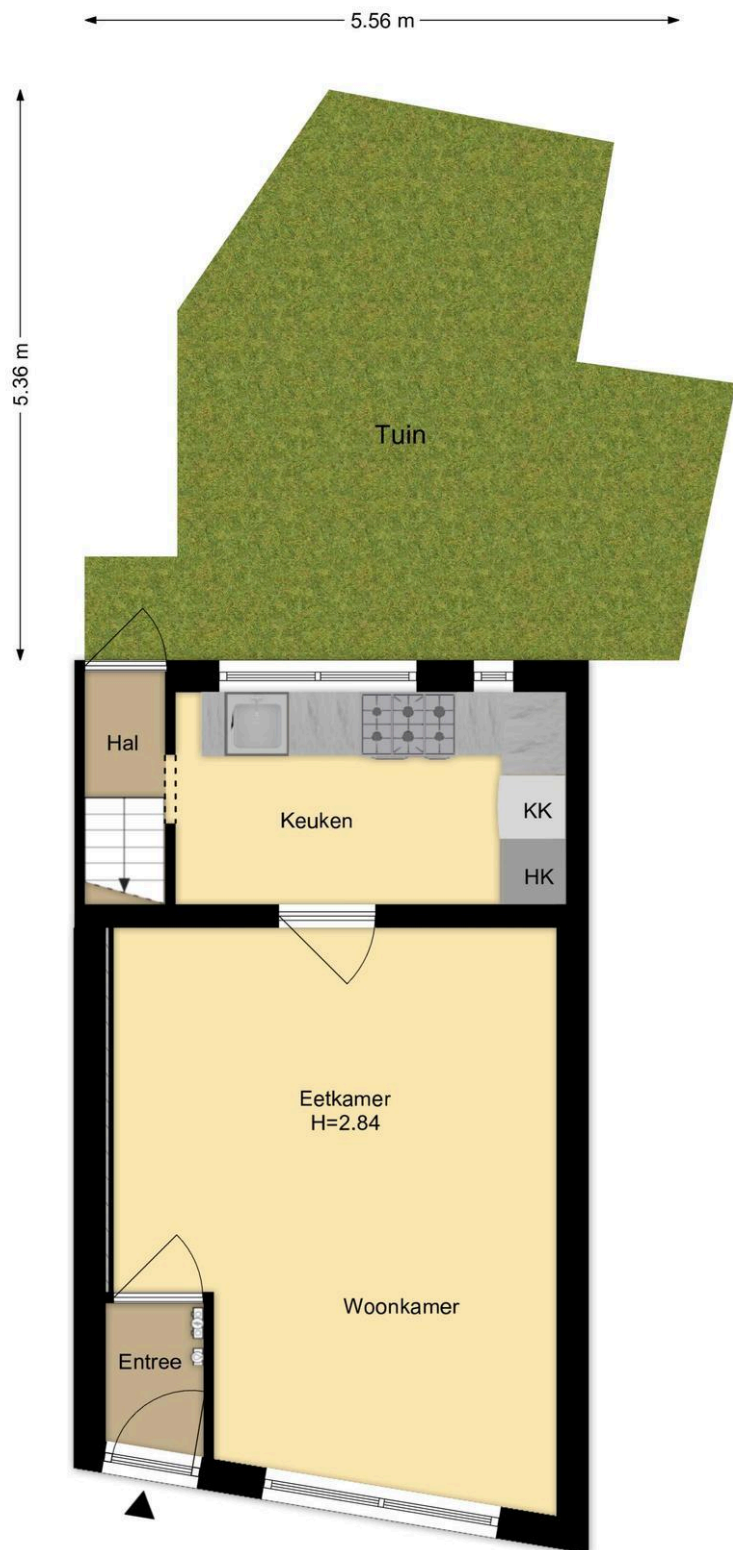 5.56 m
5.36 m
Tuin
Hal
Keuken
KK
HK
Eetkamer
H=2.84
Woonkamer
Entree